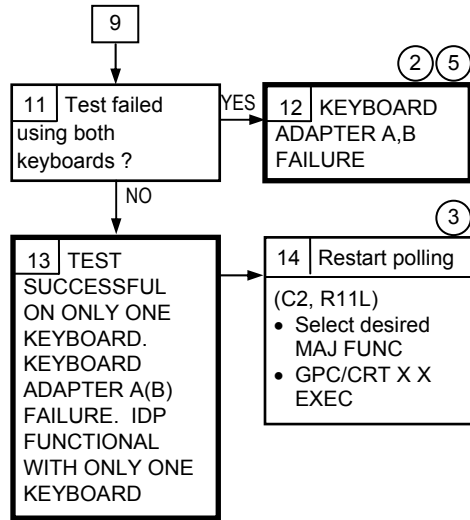 9
2 5
11 Test failed
using both
keyboards ?
YES
12 KEYBOARD
ADAPTER A,B
FAILURE
NO
3
13 TEST
SUCCESSFUL
ON ONLY ONE
KEYBOARD.
KEYBOARD
ADAPTER A(B)
FAILURE. IDP
FUNCTIONAL
WITH ONLY ONE
KEYBOARD
14 Restart polling
(C2, R11L)
• Select desired
MAJ FUNC
• GPC/CRT X X
EXEC